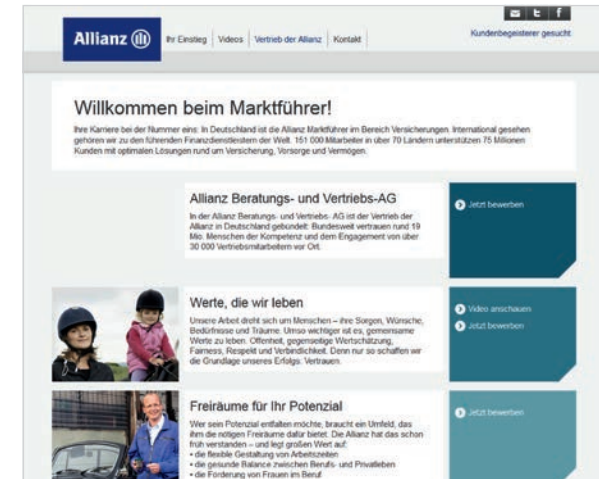 Allianz
Ihr Einstieg Videos Vertrieb der Allianz Kontakt
Kundenbegeisterer gesucht
Willkommen beim Marktführer!
Ihre Karriere bei der Nummer eins: In Deutschland ist die Allianz Marktführer im Bereich Versicherungen. International gesehen
gehören wir zu den führenden Finanzdienstleistern der Welt. 151 000 Mitarbeiter in über 70 Ländern unterstützen 75 Millionen
Kunden mit optimalen Lösungen rund um Versicherung, Vorsorge und Vermögen.
Allianz Beratungs- und Vertriebs-AG
In der Allianz Beratungs- und Vertriebs- AG ist der Vertrieb der
Allianz in Deutschland gebündelt: Bundesweit vertrauen rund 19
Mio. Menschen der Kompetenz und dem Engagement von über
30 000 Vertriebsmitarbeitern vor Ort.
Jetzt bewerben
Werte, die wir leben
Unsere Arbeit dreht sich um Menschen – ihre Sorgen, Wünsche,
Bedürfnisse und Träume. Umso wichtiger ist es, gemeinsame
Werte zu leben. Offenheit, gegenseitige Wertschätzung,
Fairness, Respekt und Verbindlichkeit. Denn nur so schaffen wir
die Grundlage unseres Erfolgs: Vertrauen.
Video anschauen
Jetzt bewerben
Freiräume für Ihr Potenzial
Wer sein Potenzial entfalten möchte, braucht ein Umfeld, das
ihm die nötigen Freiräume dafür bietet. Die Allianz hat das schon
früh verstanden – und legt großen Wert auf:
• die flexible Gestaltung von Arbeitszeiten
• die gesunde Balance zwischen Berufs- und Privatleben
• die Förderung von Frauen im Beruf
Jetzt bewerben